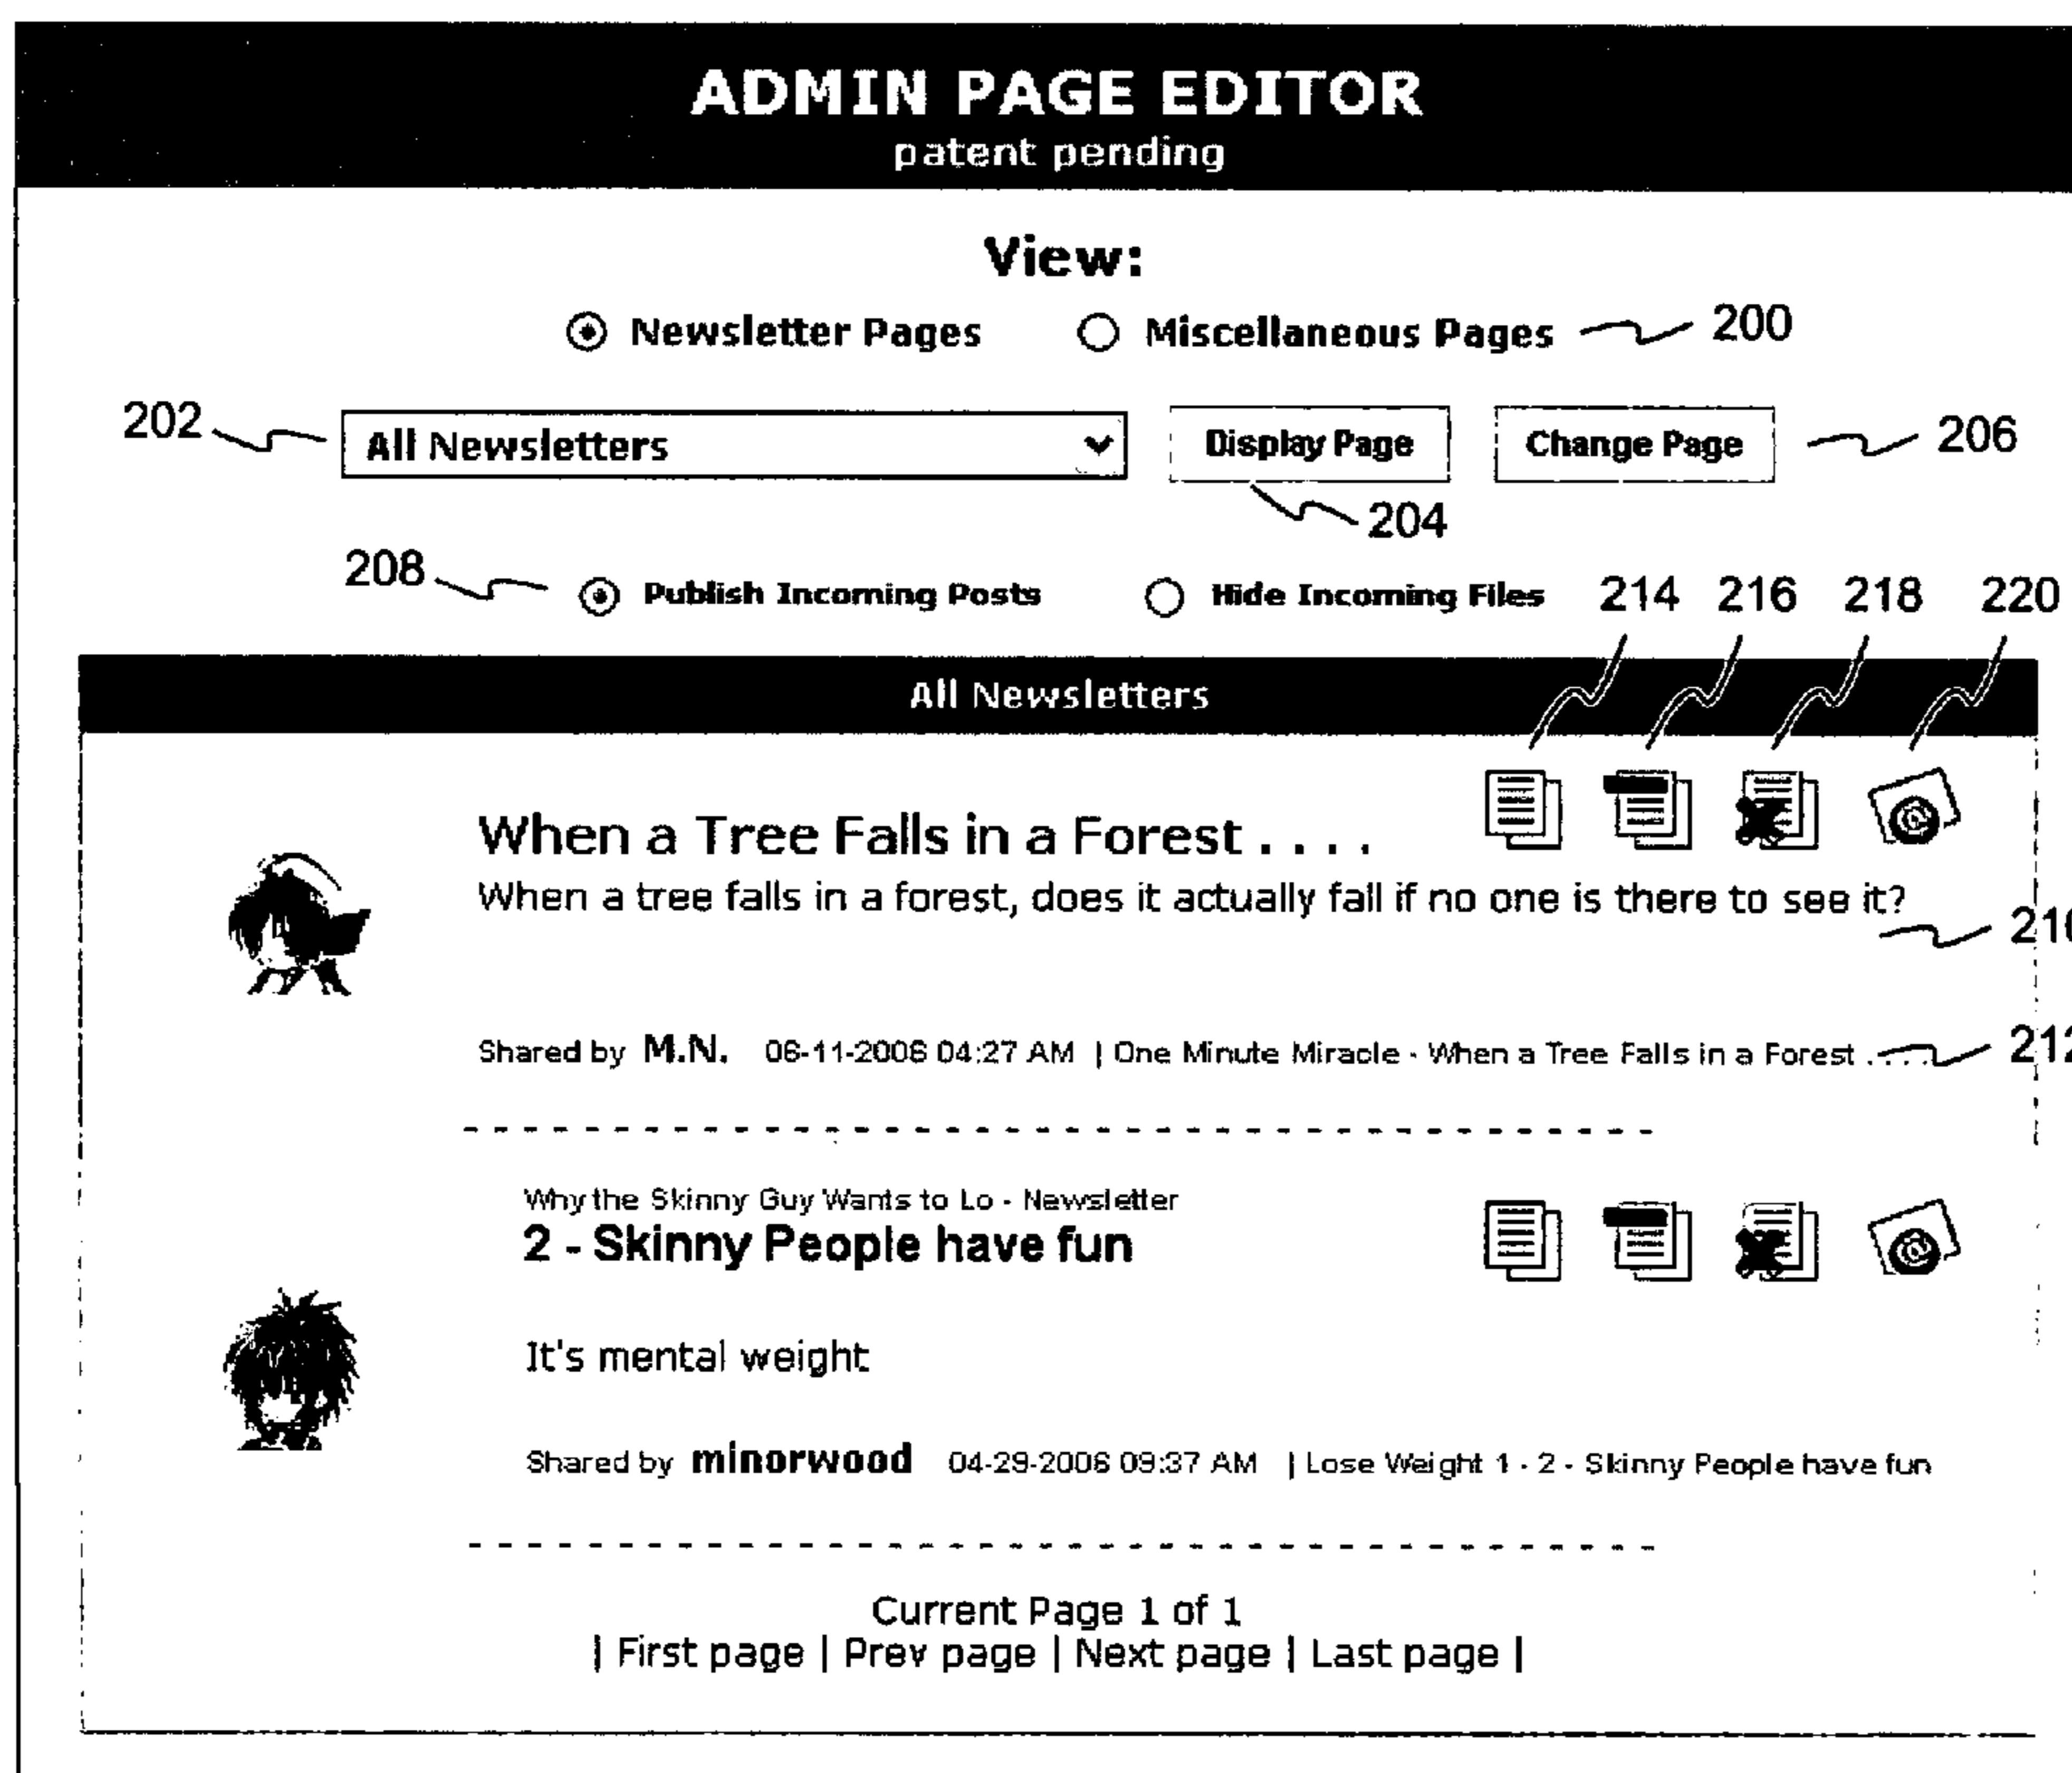 ADMIN PAGE EDITOR
patent pending
View:
Newsletter Pages Miscellaneous Pages 200
202 All Newsletters Display Page Change Page 206
204
208 Publish Incoming Posts Hide Incoming Files 214 216 218 220
All Newsletters
When a Tree Falls in a Forest . . . .
When a tree falls in a forest, does it actually fall if no one is there to see it?
210
Shared by M.N. 06-11-2006 04:27 AM | One Minute Miracle - When a Tree Falls in a Forest . . . . 212
Why the Skinny Guy Wants to Lo - Newsletter
2 - Skinny People have fun
It's mental weight
Shared by minorwood 04-29-2006 09:37 AM | Lose Weight 1 - 2 - Skinny People have fun
Current Page 1 of 1
| First page | Prev page | Next page | Last page |